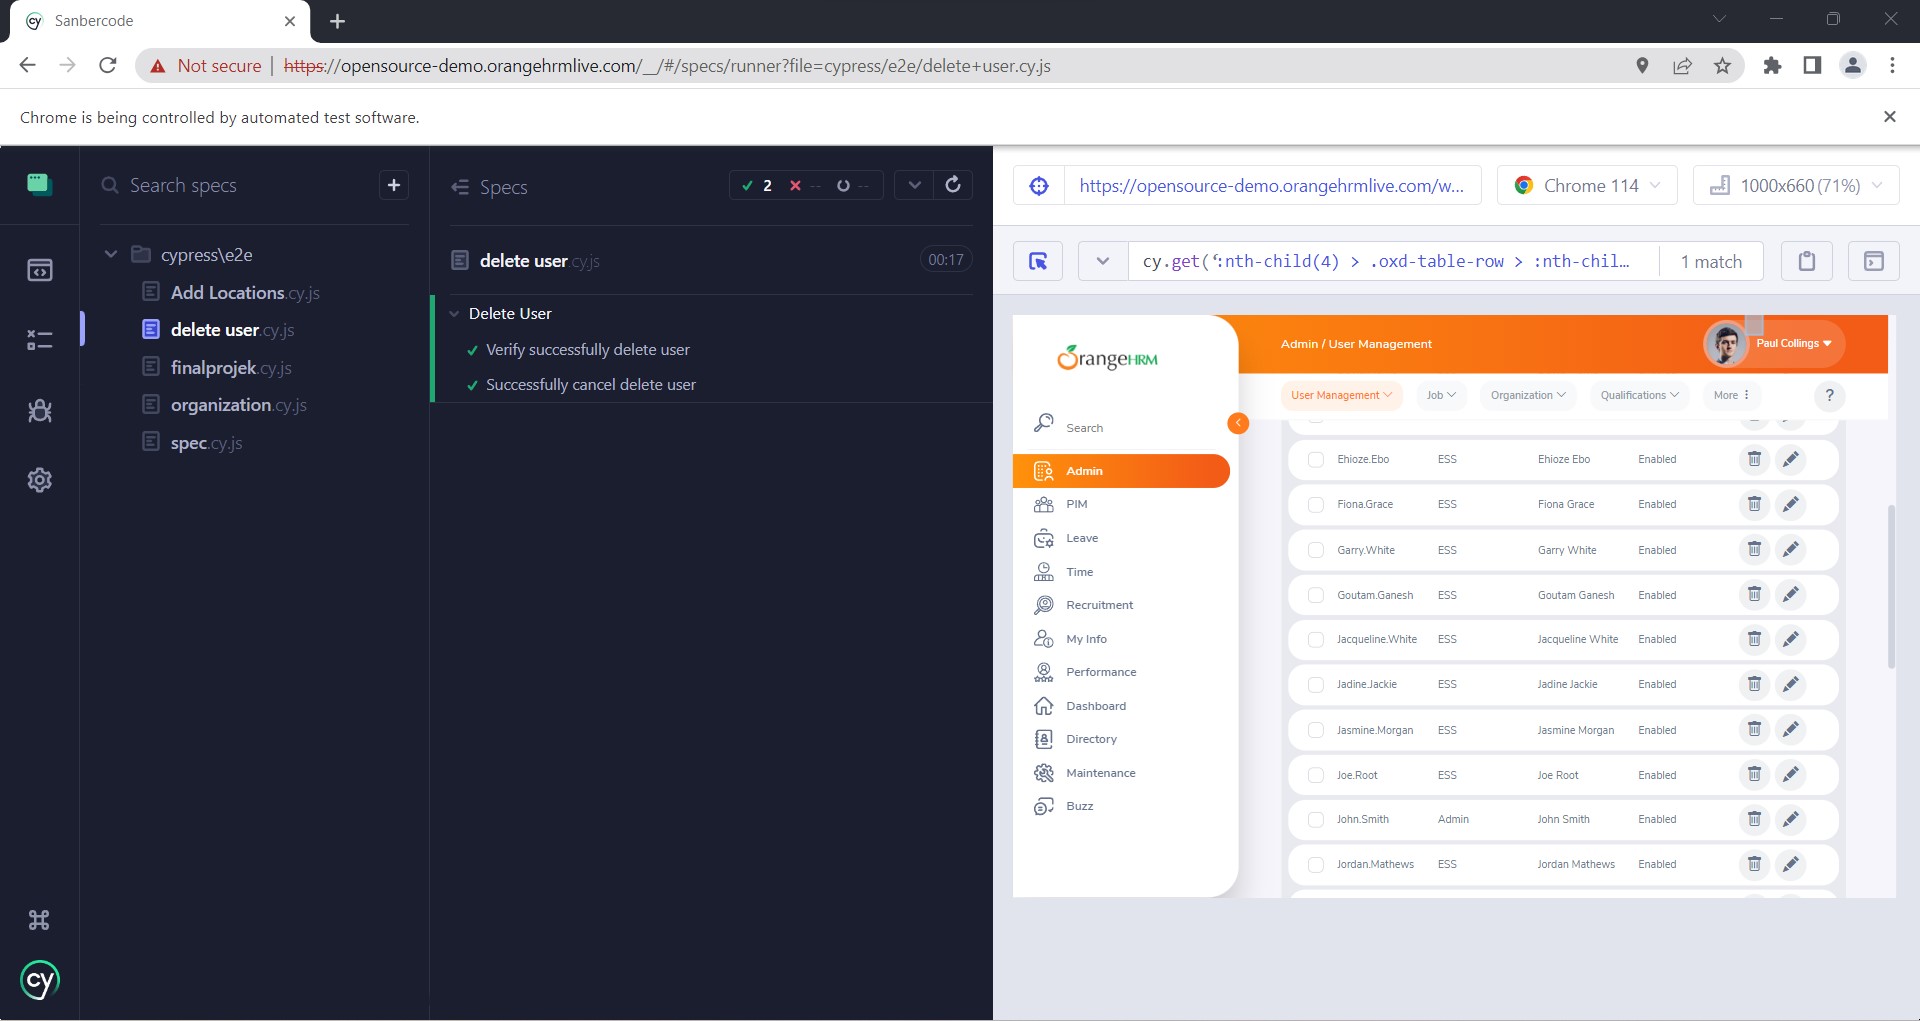 Sanbercode
Not secure https://opensource-demo.orangehrmlive.com/__/#/specs/runner?file=cypress/e2e/delete+user.cy.js
Chrome is being controlled by automated test software.
Search specs
cypress\e2e
Add Locations.cy.js
delete user.cy.js
finalprojek.cy.js
organization.cy.js
spec.cy.js
cy
Specs
2 -- --
delete user.cy.js 00:17
Delete User
Verify successfully delete user
Successfully cancel delete user
https://opensource-demo.orangehrmlive.com/w... Chrome 114 1000x660 (71%)
cy.get(':nth-child(4) > .oxd-table-row > :nth-chil... 1 match
OrangeHRM
Search
Admin
PIM
Leave
Time
Recruitment
My Info
Performance
Dashboard
Directory
Maintenance
Buzz
Admin / User Management Paul Collings
User Management Job Organization Qualifications More ?
Ehioze.Ebo ESS Ehioze Ebo Enabled
Fiona.Grace ESS Fiona Grace Enabled
Garry.White ESS Garry White Enabled
Goutam.Ganesh ESS Goutam Ganesh Enabled
Jacqueline.White ESS Jacqueline White Enabled
Jadine.Jackie ESS Jadine Jackie Enabled
Jasmine.Morgan ESS Jasmine Morgan Enabled
Joe.Root ESS Joe Root Enabled
John.Smith Admin John Smith Enabled
Jordan.Mathews ESS Jordan Mathews Enabled